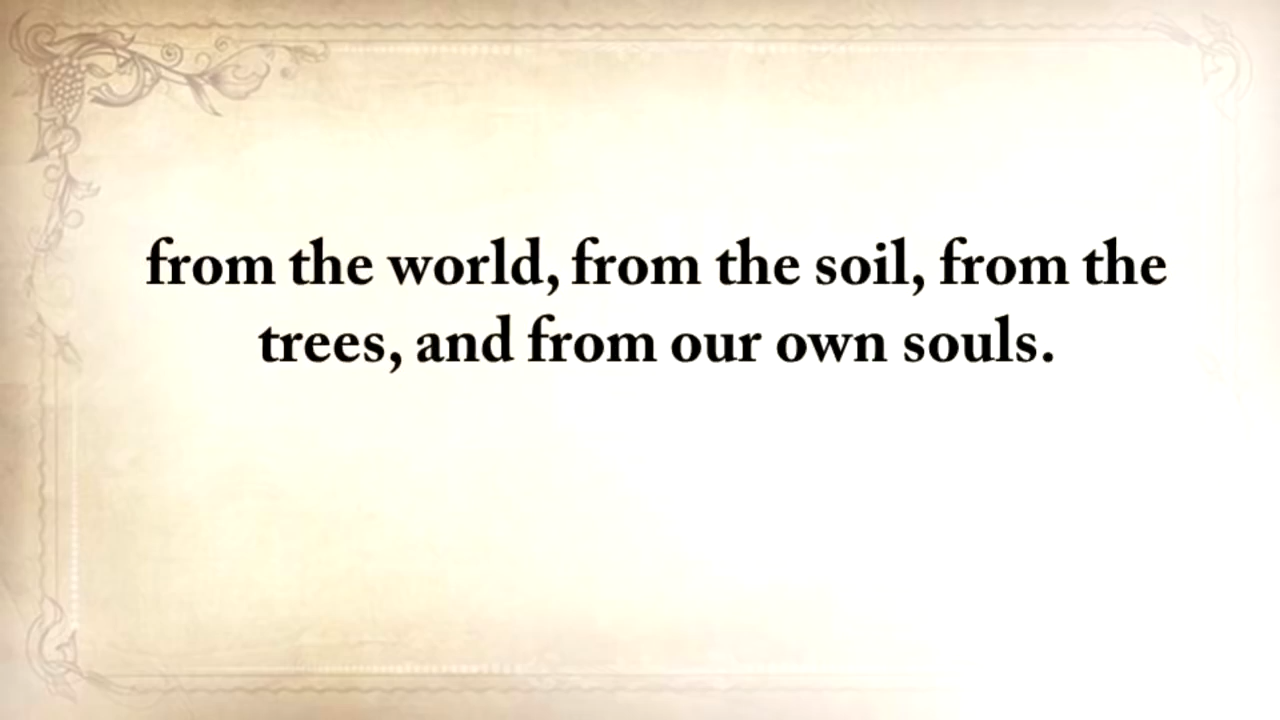 from the world, from the soil, from the
trees, and from our own souls.